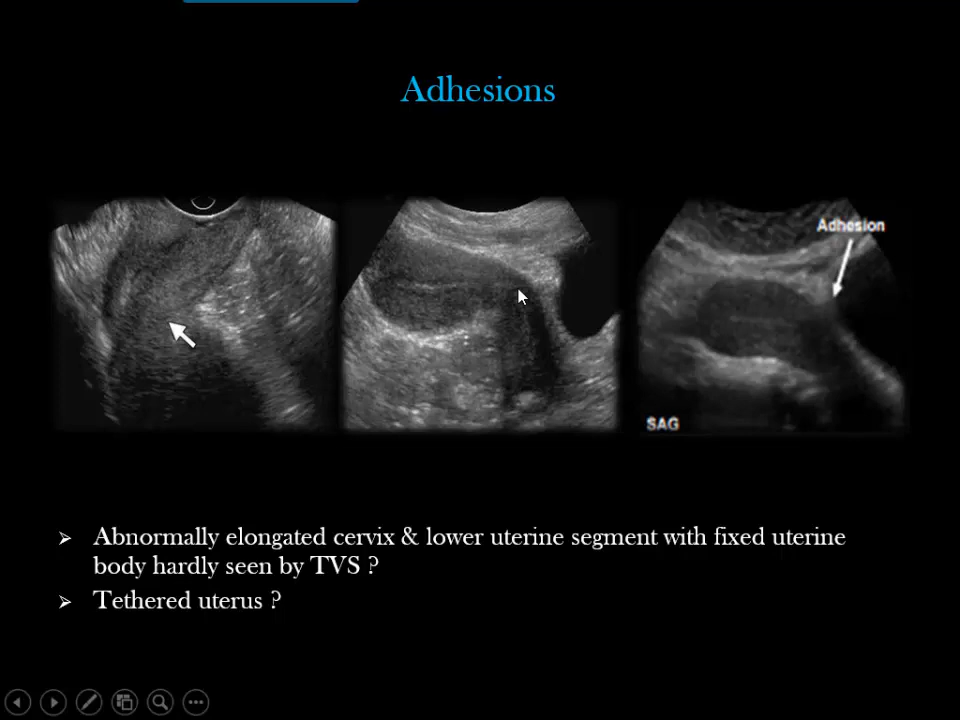 Adhesions
Adhesion
SAG
➢ Abnormally elongated cervix & lower uterine segment with fixed uterine
body hardly seen by TVS ?
➢ Tethered uterus ?